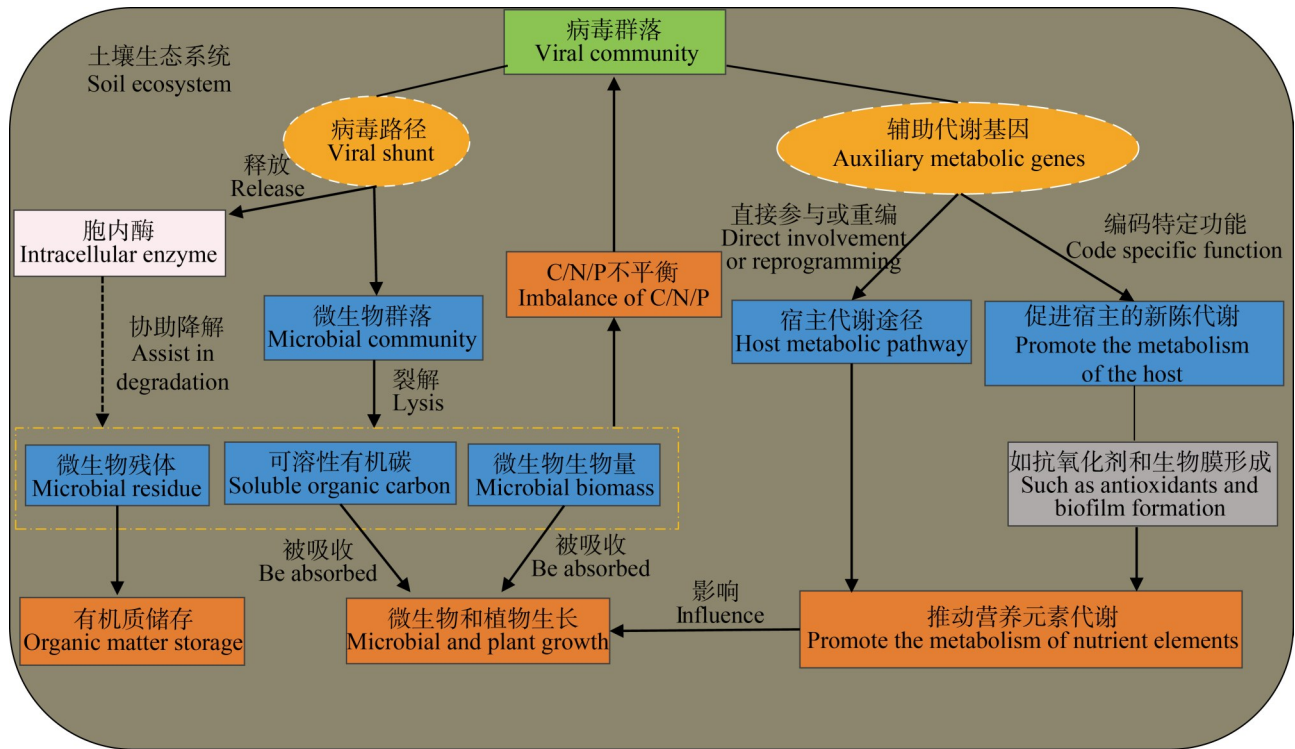 病毒群落
Viral community
土壤生态系统
Soil ecosystem
病毒路径
Viral shunt
辅助代谢基因
Auxiliary metabolic genes
释放
Release
直接参与或重编
Direct involvement
or reprogramming
编码特定功能
Code specific function
胞内酶
Intracellular enzyme
C/N/P不平衡
Imbalance of C/N/P
协助降解
Assist in
degradation
微生物群落
Microbial community
宿主代谢途径
Host metabolic pathway
促进宿主的新陈代谢
Promote the metabolism
of the host
裂解
Lysis
微生物残体
Microbial residue
可溶性有机碳
Soluble organic carbon
微生物生物量
Microbial biomass
如抗氧化剂和生物膜形成
Such as antioxidants and
biofilm formation
被吸收
Be absorbed
被吸收
Be absorbed
影响
Influence
有机质储存
Organic matter storage
微生物和植物生长
Microbial and plant growth
推动营养元素代谢
Promote the metabolism of nutrient elements